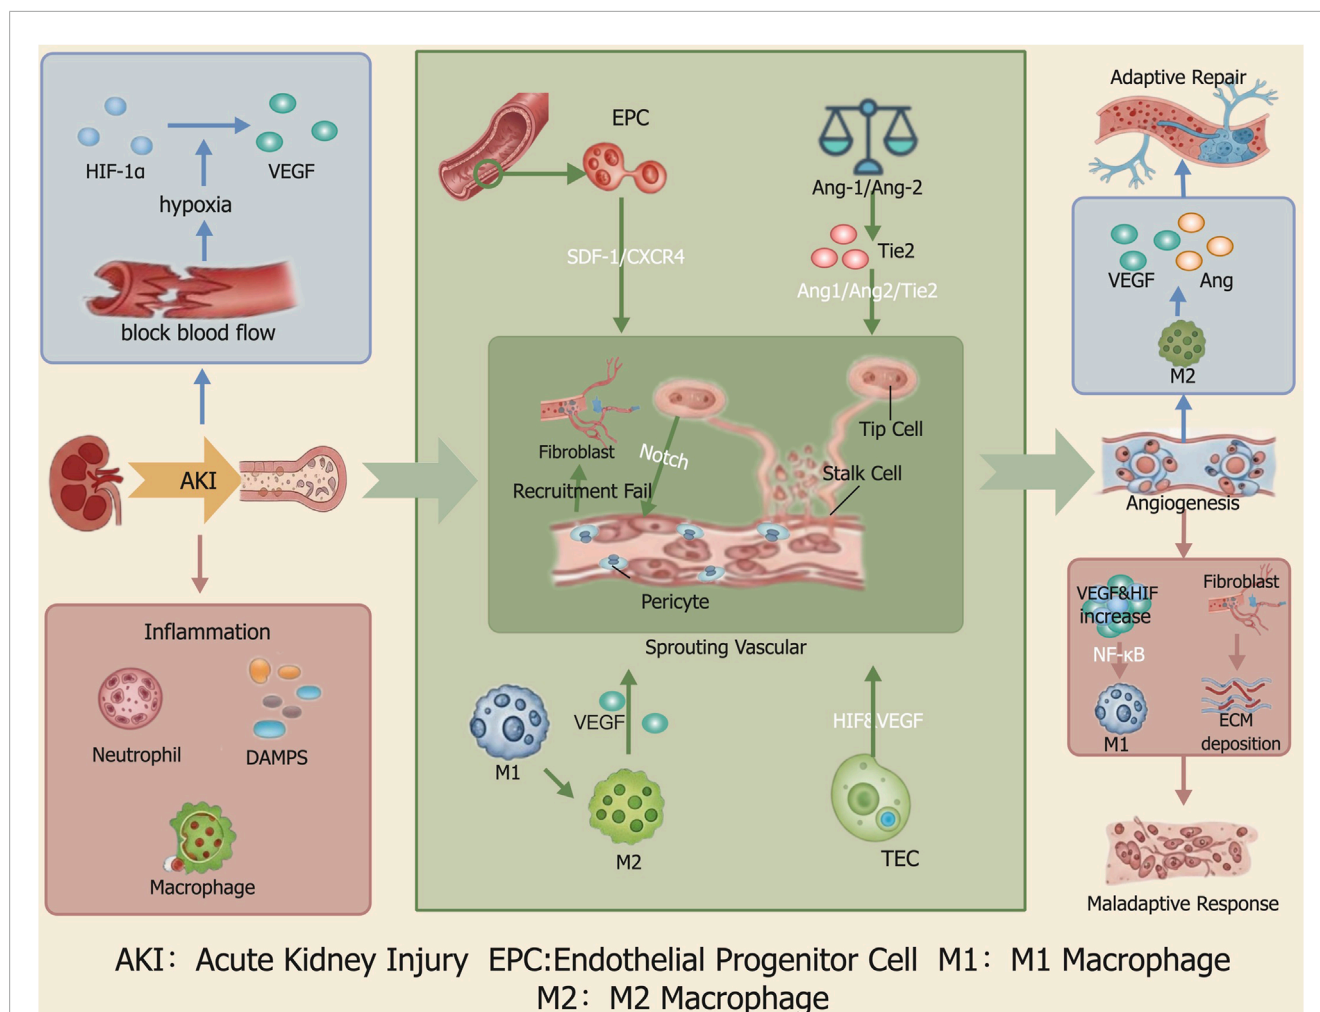 HIF-1α
VEGF
hypoxia
block blood flow
AKI
Inflammation
Neutrophil
DAMPS
Macrophage
EPC
SDF-1/CXCR4
Ang-1/Ang-2
Tie2
Ang1/Ang2/Tie2
Fibroblast
Notch
Recruitment Fail
Tip Cell
Stalk Cell
Pericyte
Sprouting Vascular
M1
VEGF
M2
HIF&VEGF
TEC
Adaptive Repair
VEGF
Ang
M2
Angiogenesis
VEGF&HIF
increase
NF-κB
M1
Fibroblast
ECM
deposition
Maladaptive Response
AKI: Acute Kidney Injury EPC:Endothelial Progenitor Cell M1: M1 Macrophage
M2: M2 Macrophage